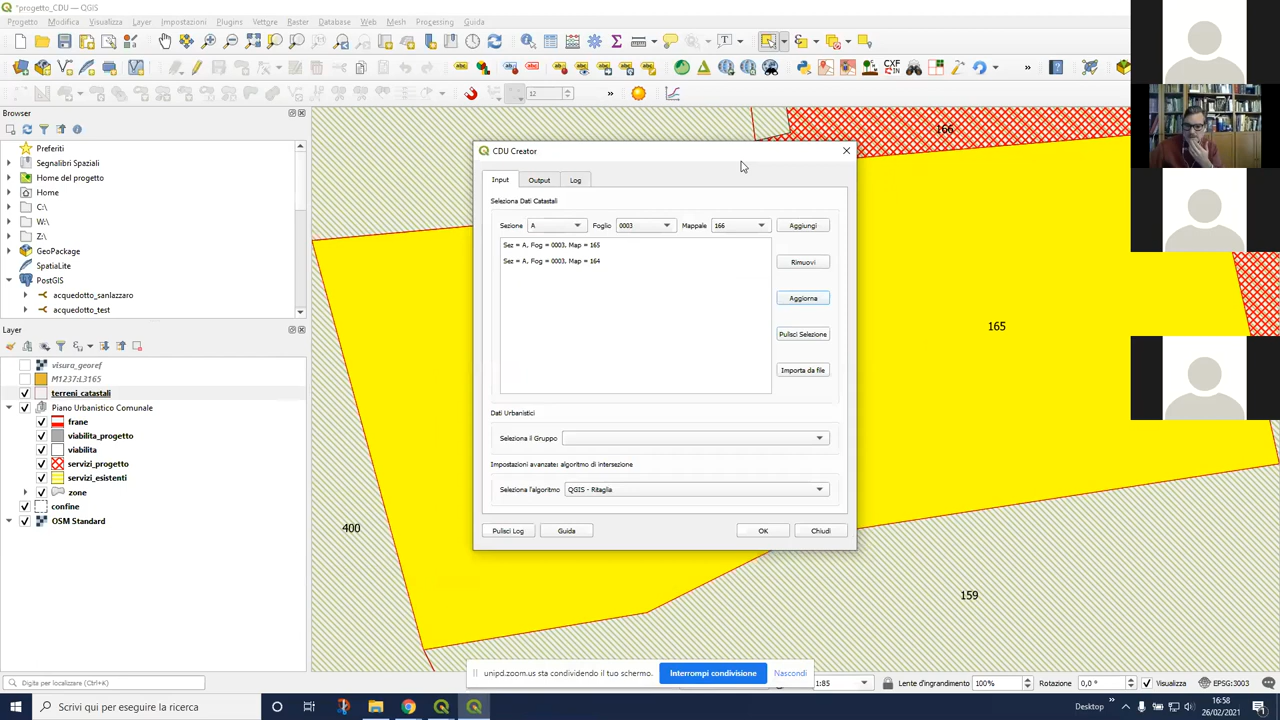 *progetto_CDU — QGIS
Progetto Modifica Visualizza Layer Impostazioni Plugins Vettore Raster Database Web Mesh Processing Guida
12
Browser
Preferiti
Segnalibri Spaziali
Home del progetto
Home
C:\
W:\
Z:\
GeoPackage
SpatiaLite
PostGIS
acquedotto_sanlazzaro
acquedotto_test
Layer
visura_georef
M1237:L3165
terreni_catastali
Piano Urbanistico Comunale
frane
viabilita_progetto
viabilita
servizi_progetto
servizi_esistenti
zone
confine
OSM Standard
166
165
400
159
CDU Creator
Input Output Log
Seleziona Dati Catastali
Sezione A Foglio 0003 Mappale 166 Aggiungi
Sez = A, Fog = 0003, Map = 165
Sez = A, Fog = 0003, Map = 164
Rimuovi
Aggiorna
Pulisci Selezione
Importa da file
Dati Urbanistici
Seleziona il Gruppo
Impostazioni avanzate: algoritmo di intersezione
Seleziona l'algoritmo QGIS - Ritaglia
Pulisci Log Guida OK Chiudi
unipd.zoom.us sta condividendo il tuo schermo. Interrompi condivisione Nascondi
Digita per localizzare (Ctrl+K)
1:85 Lente d'ingrandimento 100% Rotazione 0,0 ° Visualizza EPSG:3003
Scrivi qui per eseguire la ricerca
Desktop
16:58
26/02/2021